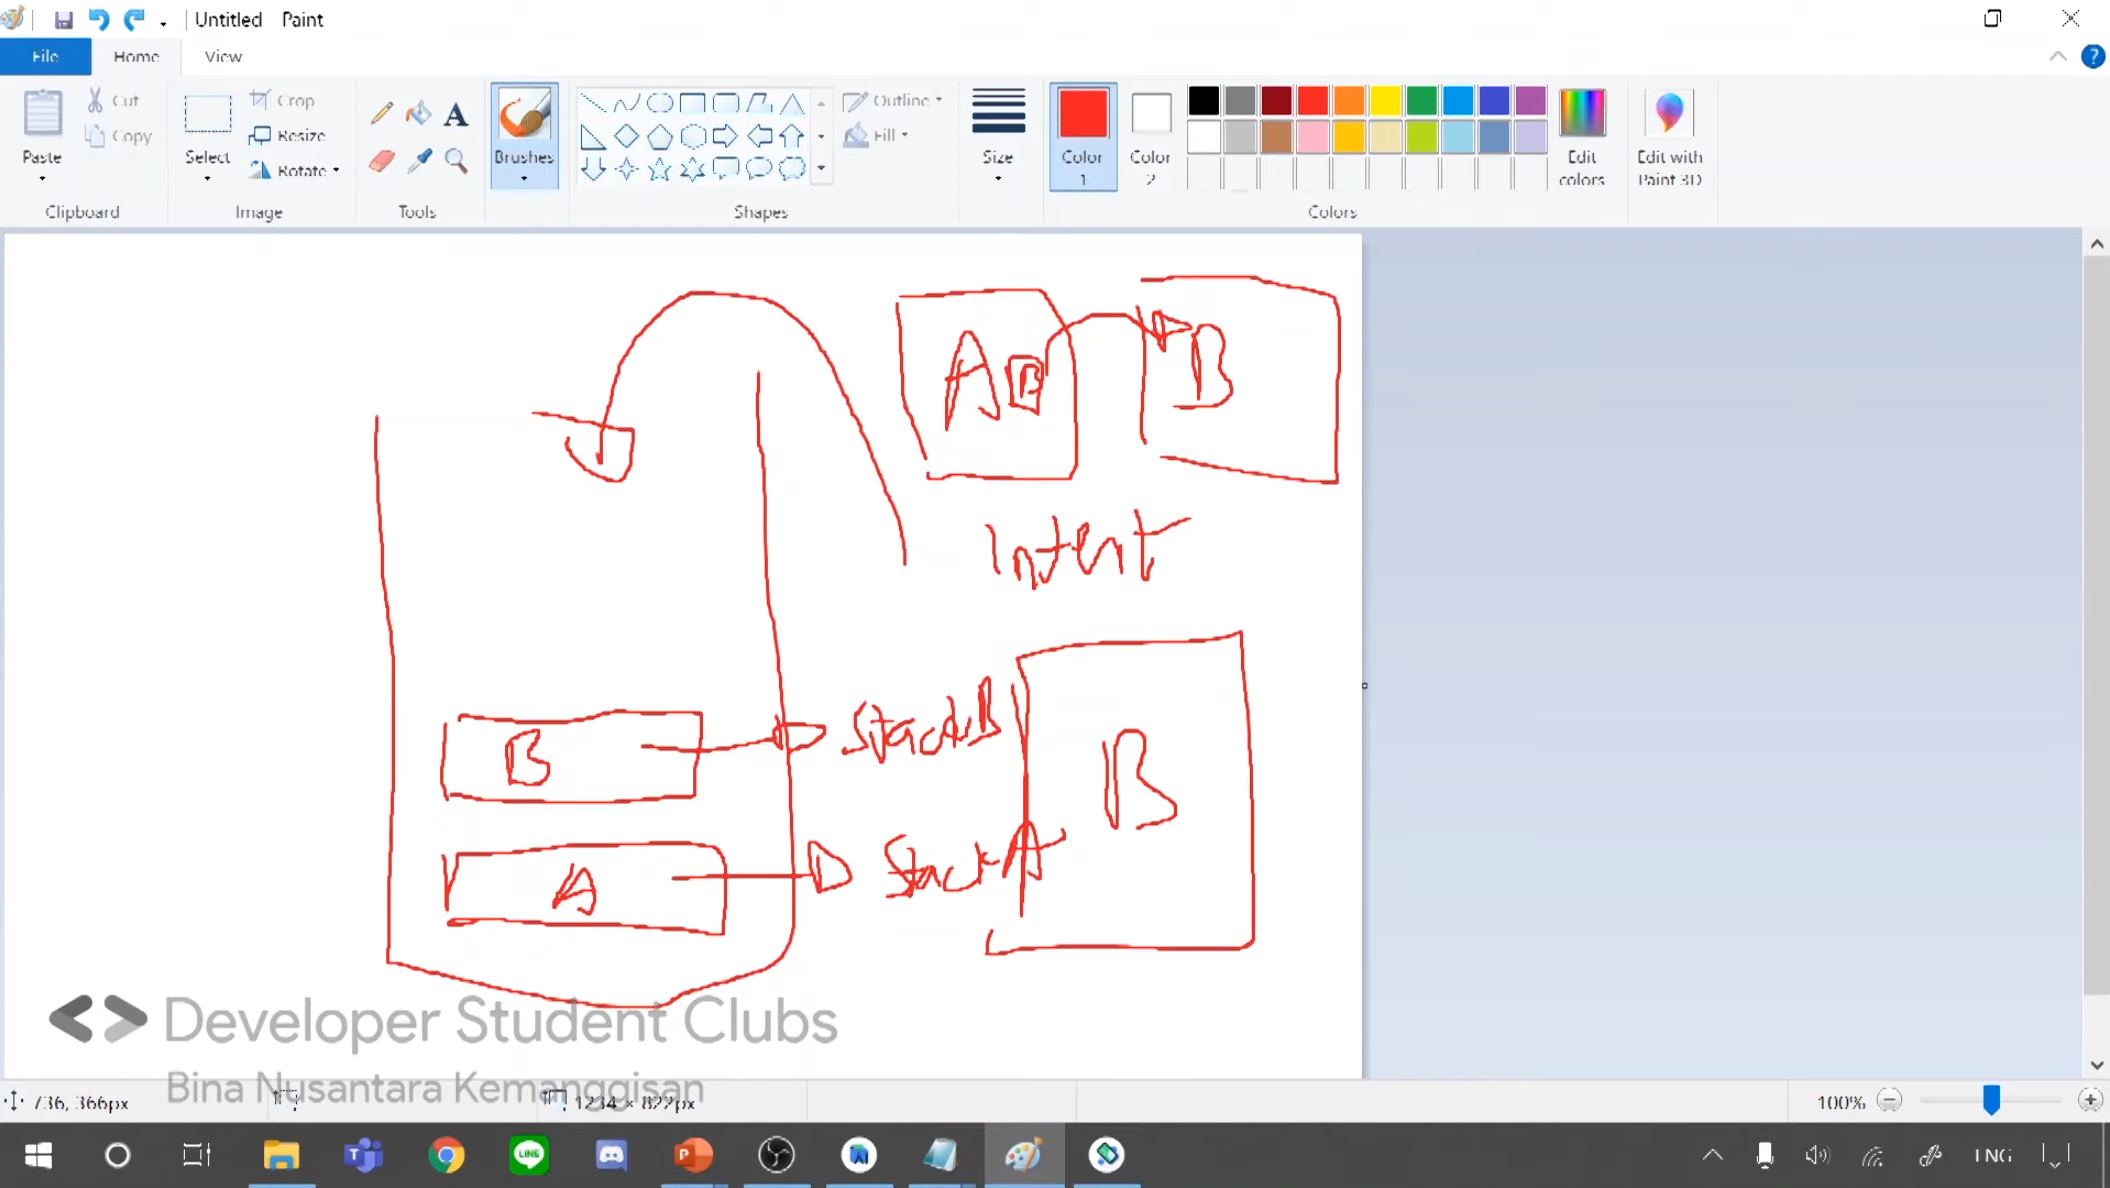 Untitled Paint
File Home View
Paste
Cut
Copy
Clipboard
Select
Crop
Resize
Rotate
Image
Tools
Brushes
Shapes
Outline
Fill
Size
Color 1
Color 2
Edit colors
Colors
Edit with Paint 3D
A B
B
Intent
B
Stack B
A
Stack A
B
Developer Student Clubs
Bina Nusantara Kemanggisan
736, 366px
1234 × 822px
100%
ENG